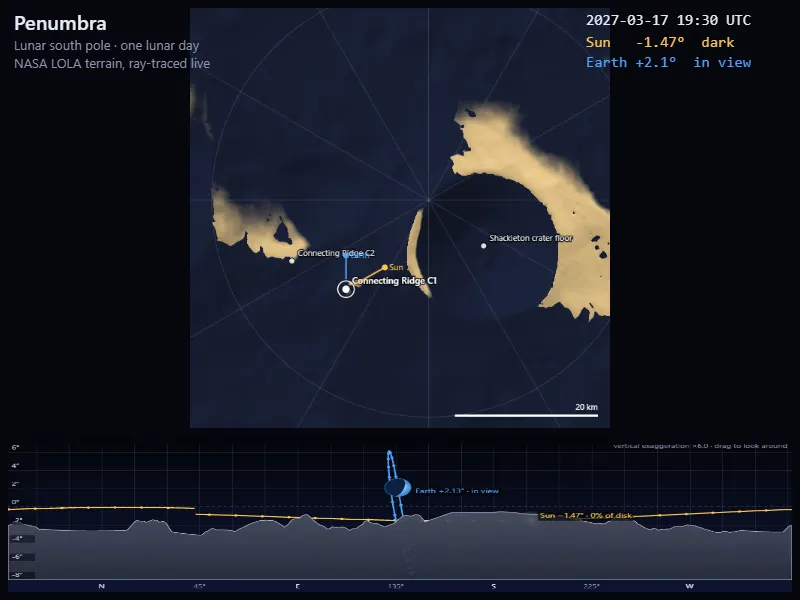 Penumbra
Lunar south pole · one lunar day
NASA LOLA terrain, ray-traced live
2027-03-17 19:30 UTC
Sun -1.47° dark
Earth +2.1° in view
Shackleton crater floor
Connecting Ridge C2
Sun
Connecting Ridge C1
20 km
vertical exaggeration ×6.0 · drag to look around
6°
4°
2°
0°
-2°
-4°
-6°
-8°
Earth +2.13° · in view
Sun -1.47° · 0% of disk
N 45° E 135° S 225° W